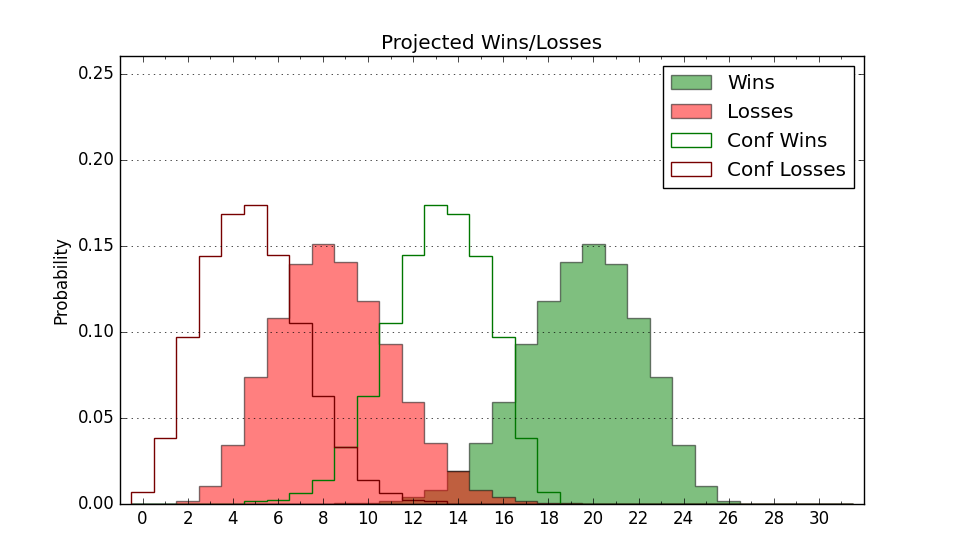 Projected Wins/Losses
0.25
0.20
0.15
0.10
0.05
0.00
Probability
Wins
Losses
Conf Wins
Conf Losses
0 2 4 6 8 10 12 14 16 18 20 22 24 26 28 30